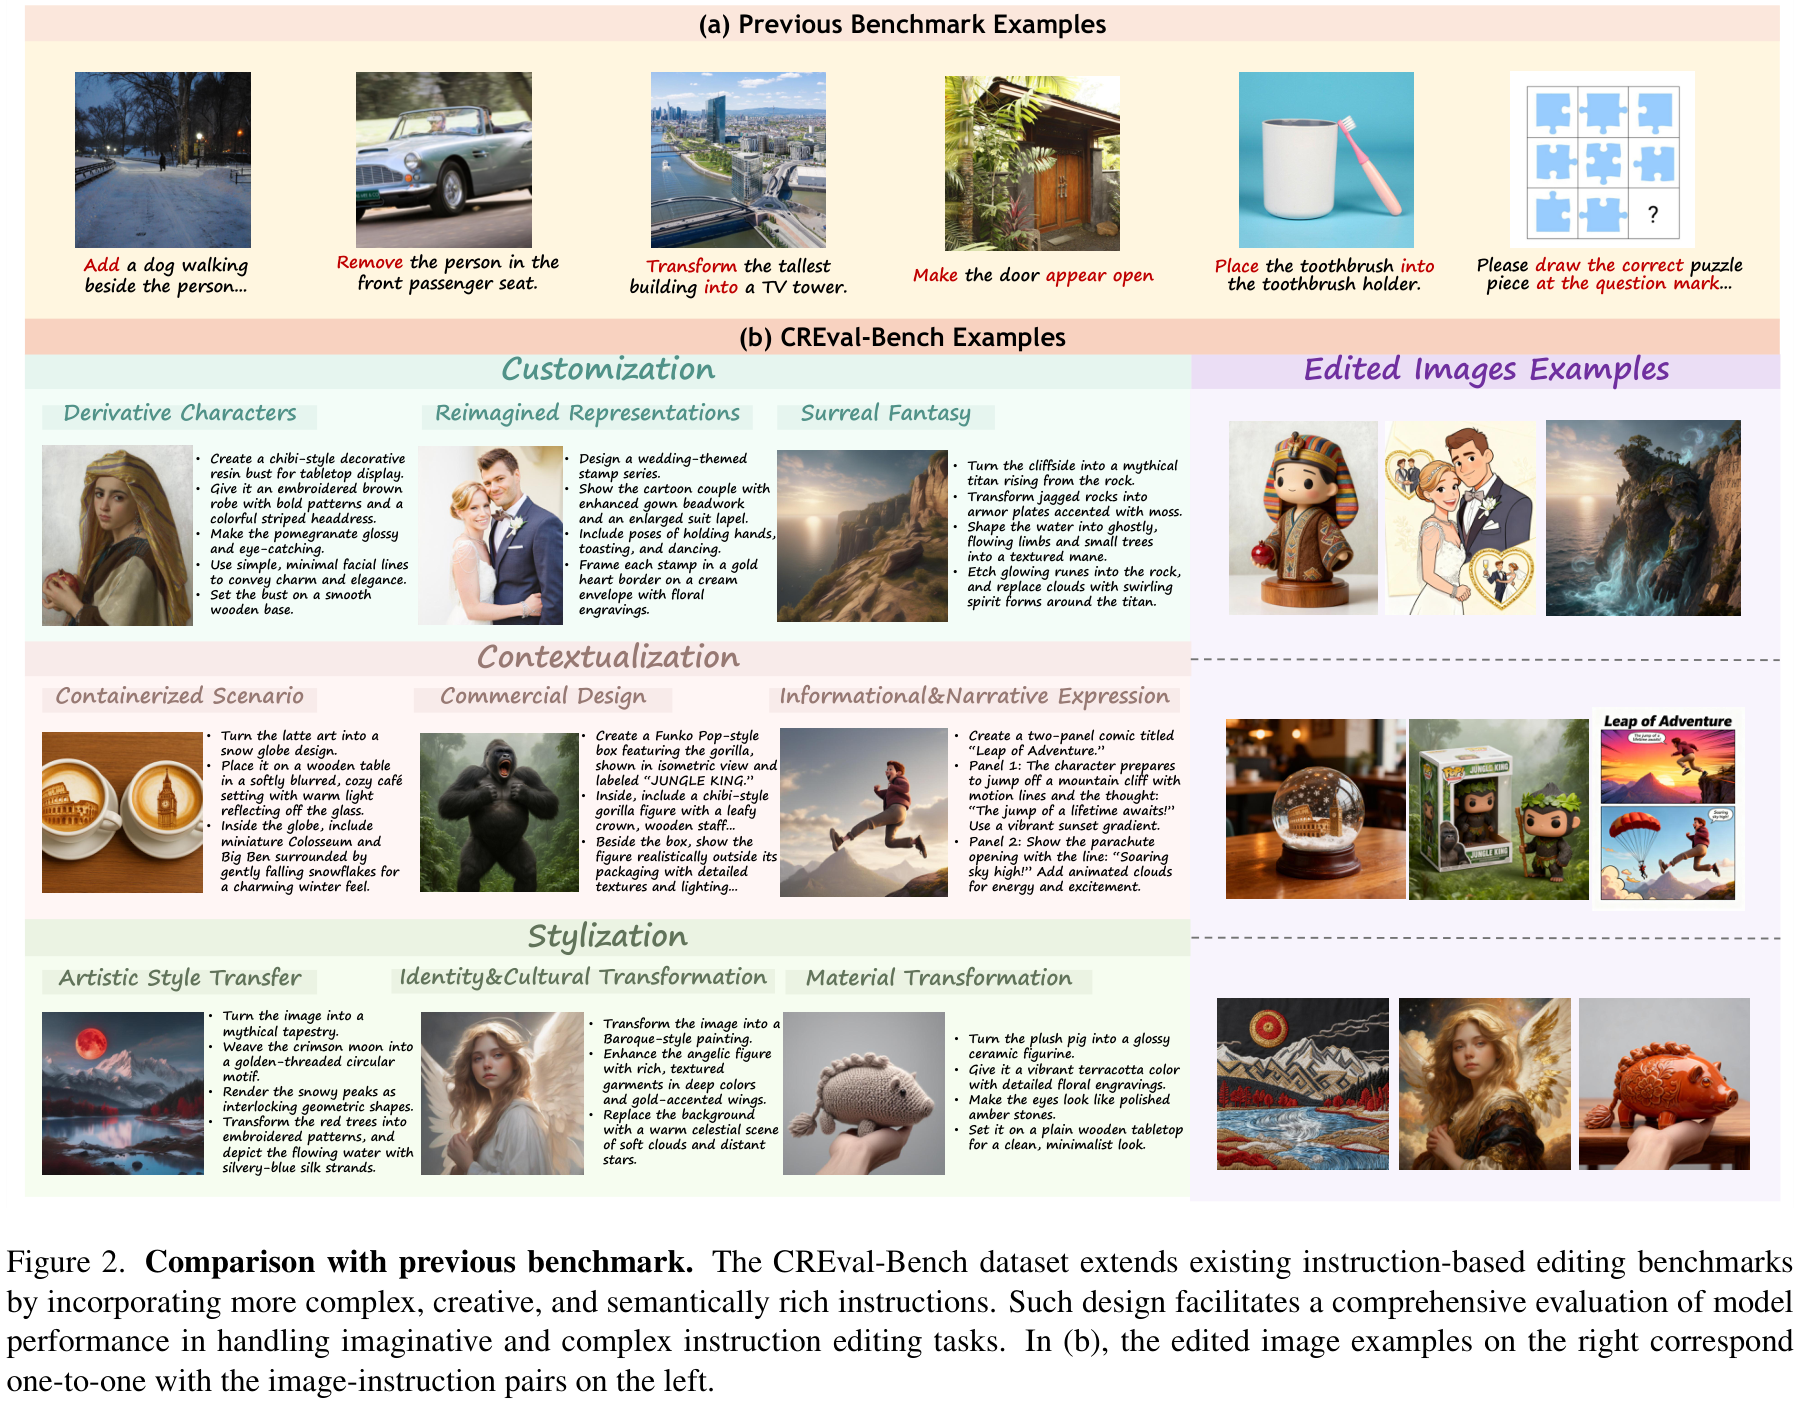 (a) Previous Benchmark Examples
Add a dog walking
beside the person...
Remove the person in the
front passenger seat.
Transform the tallest
building into a TV tower.
Make the door appear open
Place the toothbrush into
the toothbrush holder.
?
Please draw the correct puzzle
piece at the question mark...
(b) CREval-Bench Examples
Customization
Edited Images Examples
Derivative Characters
• Create a chibi-style decorative
resin bust for tabletop display.
• Give it an embroidered brown
robe with bold patterns and a
colorful striped headdress.
• Make the pomegranate glossy
and eye-catching.
• Use simple, minimal facial lines
to convey charm and elegance.
• Set the bust on a smooth
wooden base.
Reimagined Representations
• Design a wedding-themed
stamp series.
• Show the cartoon couple with
enhanced gown beadwork
and an enlarged suit lapel.
• Include poses of holding hands,
toasting, and dancing.
• Frame each stamp in a gold
heart border on a cream
envelope with floral
engravings.
Surreal Fantasy
• Turn the cliffside into a mythical
titan rising from the rock.
• Transform jagged rocks into
armor plates accented with moss.
• Shape the water into ghostly,
flowing limbs and small trees
into a textured mane.
• Etch glowing runes into the rock,
and replace clouds with swirling
spirit forms around the titan.
Contextualization
Containerized Scenario
• Turn the latte art into a
snow globe design.
• Place it on a wooden table
in a softly blurred, cozy café
setting with warm light
reflecting off the glass.
• Inside the globe, include
miniature Colosseum and
Big Ben surrounded by
gently falling snowflakes for
a charming winter feel.
Commercial Design
• Create a Funko Pop-style
box featuring the gorilla,
shown in isometric view and
labeled “JUNGLE KING.”
• Inside, include a chibi-style
gorilla figure with a leafy
crown, wooden staff...
• Beside the box, show the
figure realistically outside its
packaging with detailed
textures and lighting...
Informational&Narrative Expression
• Create a two-panel comic titled
“Leap of Adventure.”
• Panel 1: The character prepares
to jump off a mountain cliff with
motion lines and the thought:
“The jump of a lifetime awaits!”
Use a vibrant sunset gradient.
• Panel 2: Show the parachute
opening with the line: “Soaring
sky high!” Add animated clouds
for energy and excitement.
POP!
JUNGLE KING
JUNGLE KING
Leap of Adventure
The jump of a
lifetime awaits!
Soaring
sky high!
Stylization
Artistic Style Transfer
• Turn the image into a
mythical tapestry.
• Weave the crimson moon into
a golden-threaded circular
motif.
• Render the snowy peaks as
interlocking geometric shapes.
• Transform the red trees into
embroidered patterns, and
depict the flowing water with
silvery-blue silk strands.
Identity&Cultural Transformation
• Transform the image into a
Baroque-style painting.
• Enhance the angelic figure
with rich, textured
garments in deep colors
and gold-accented wings.
• Replace the background
with a warm celestial scene
of soft clouds and distant
stars.
Material Transformation
• Turn the plush pig into a glossy
ceramic figurine.
• Give it a vibrant terracotta color
with detailed floral engravings.
• Make the eyes look like polished
amber stones.
• Set it on a plain wooden tabletop
for a clean, minimalist look.
Figure 2. Comparison with previous benchmark. The CREval-Bench dataset extends existing instruction-based editing benchmarks
by incorporating more complex, creative, and semantically rich instructions. Such design facilitates a comprehensive evaluation of model
performance in handling imaginative and complex instruction editing tasks. In (b), the edited image examples on the right correspond
one-to-one with the image-instruction pairs on the left.